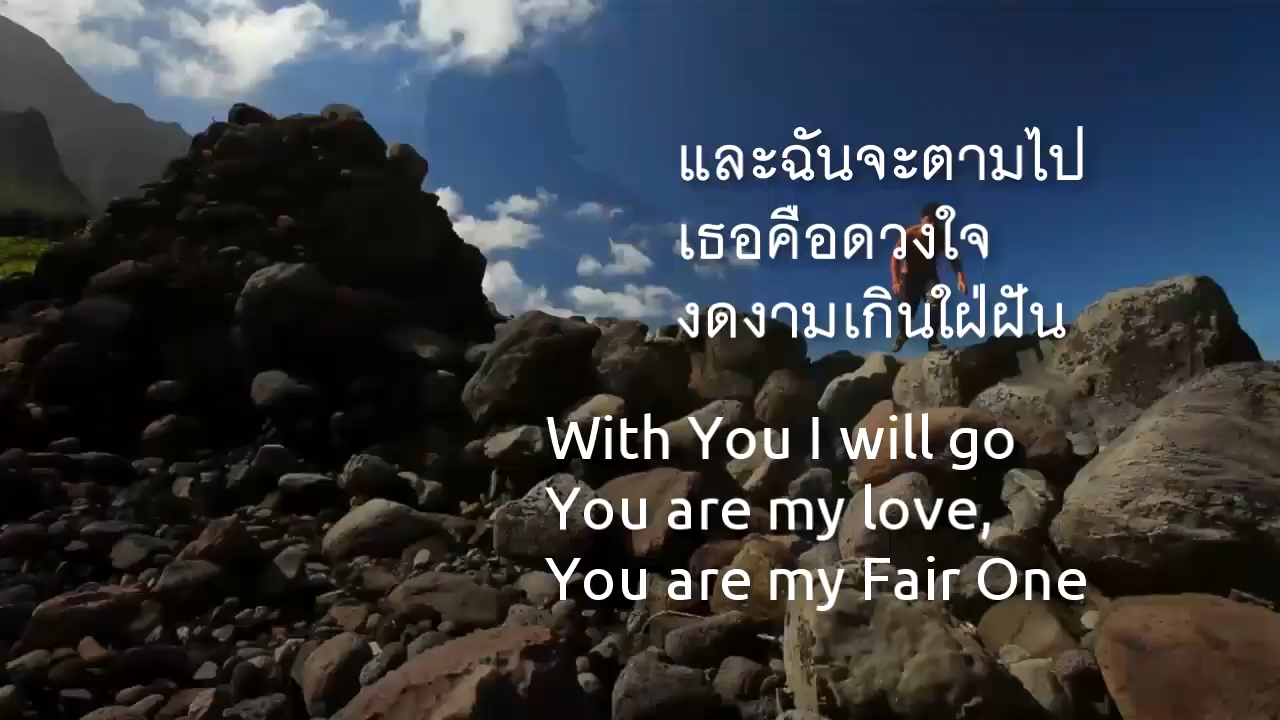 และฉันจะตามไป
เธอคือดวงใจ
งดงามเกินใฝ่ฝัน
With You I will go
You are my love,
You are my Fair One